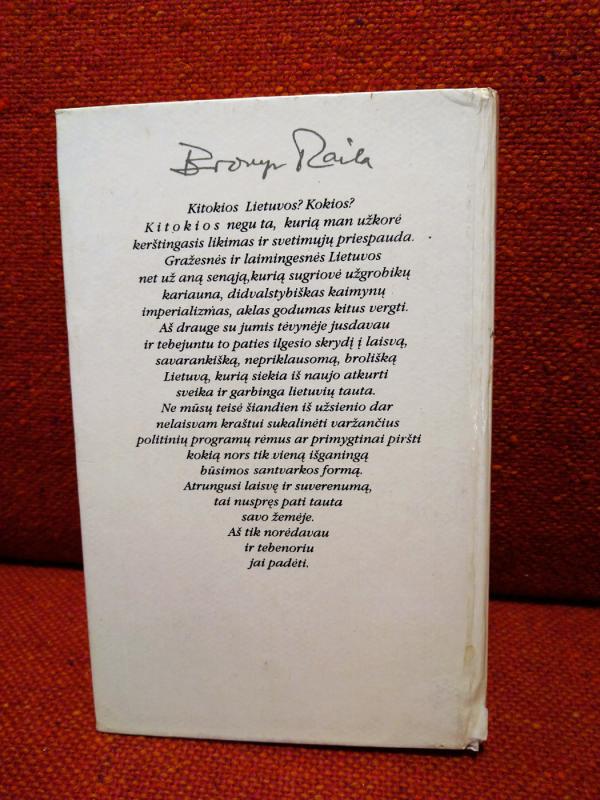 Bronys Raila
Kitokios Lietuvos? Kokios?
Kitokios negu ta, kurią man užkorė
kerštingasis likimas ir svetimųjų priespauda.
Gražesnės ir laimingesnės Lietuvos
net už aną senąją,kurią sugriovė užgrobikų
kariauna, didvalstybiškas kaimynų
imperializmas, aklas godumas kitus vergti.
Aš drauge su jumis tėvynėje jusdavau
ir tebejuntu to paties ilgesio skrydį į laisvą,
savarankišką, nepriklausomą, brolišką
Lietuvą, kurią siekia iš naujo atkurti
sveika ir garbinga lietuvių tauta.
Ne mūsų teisė šiandien iš užsienio dar
nelaisvam kraštui sukalinėti varžančius
politinių programų rėmus ar primygtinai piršti
kokią nors tik vieną išganingą
būsimos santvarkos formą.
Atrungusi laisvę ir suverenumą,
tai nuspręs pati tauta
savo žemėje.
Aš tik norėdavau
ir tebenoriu
jai padėti.